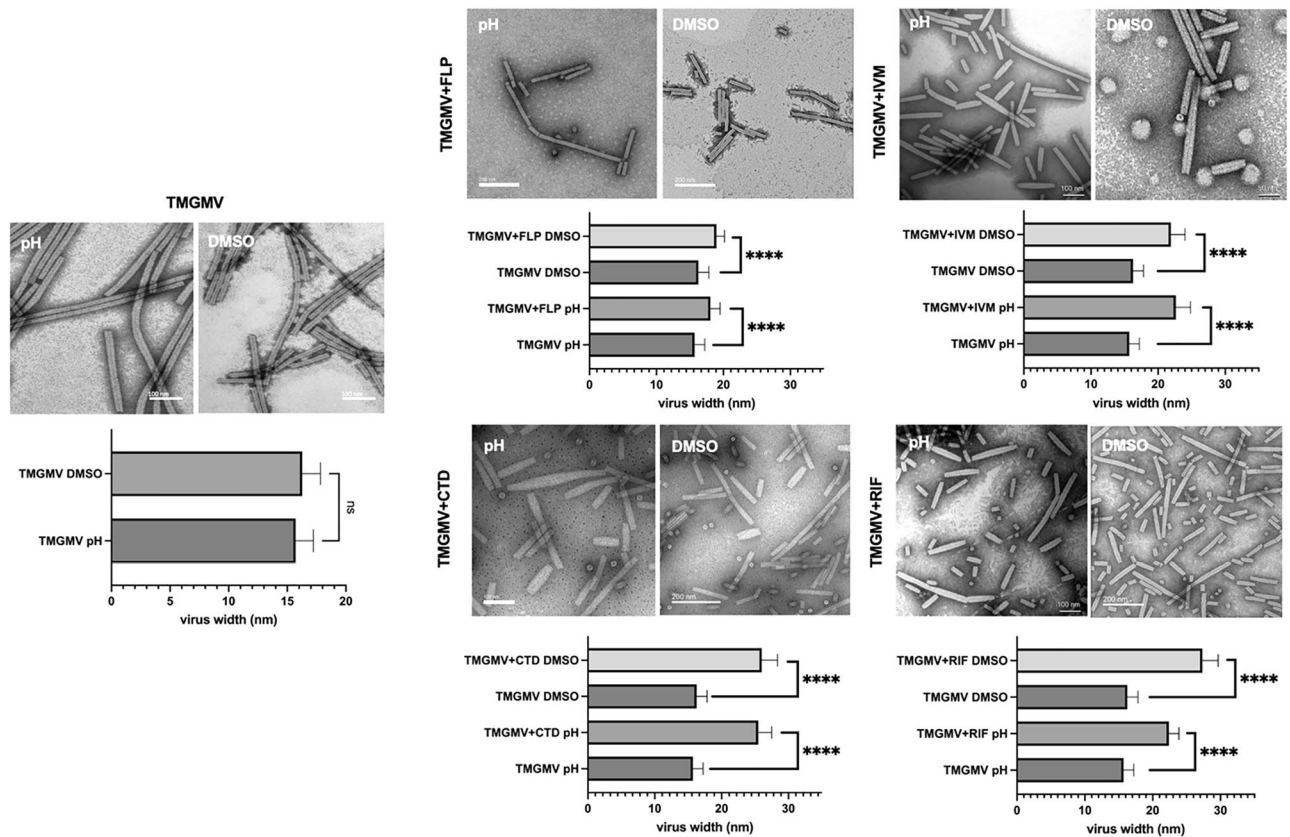 TMGMV
pH
DMSO
100 nm
100 nm
TMGMV DMSO
TMGMV pH
ns
0 5 10 15 20
virus width (nm)
TMGMV+FLP
pH
DMSO
200 nm
200 nm
TMGMV+FLP DMSO
TMGMV DMSO
TMGMV+FLP pH
TMGMV pH
****
****
0 10 20 30
virus width (nm)
TMGMV+IVM
pH
DMSO
100 nm
TMGMV+IVM DMSO
TMGMV DMSO
TMGMV+IVM pH
TMGMV pH
****
****
0 10 20 30
virus width (nm)
TMGMV+CTD
pH
DMSO
200 nm
TMGMV+CTD DMSO
TMGMV DMSO
TMGMV+CTD pH
TMGMV pH
****
****
0 10 20 30
virus width (nm)
TMGMV+RIF
pH
DMSO
100 nm
200 nm
TMGMV+RIF DMSO
TMGMV DMSO
TMGMV+RIF pH
TMGMV pH
****
****
0 10 20 30
virus width (nm)